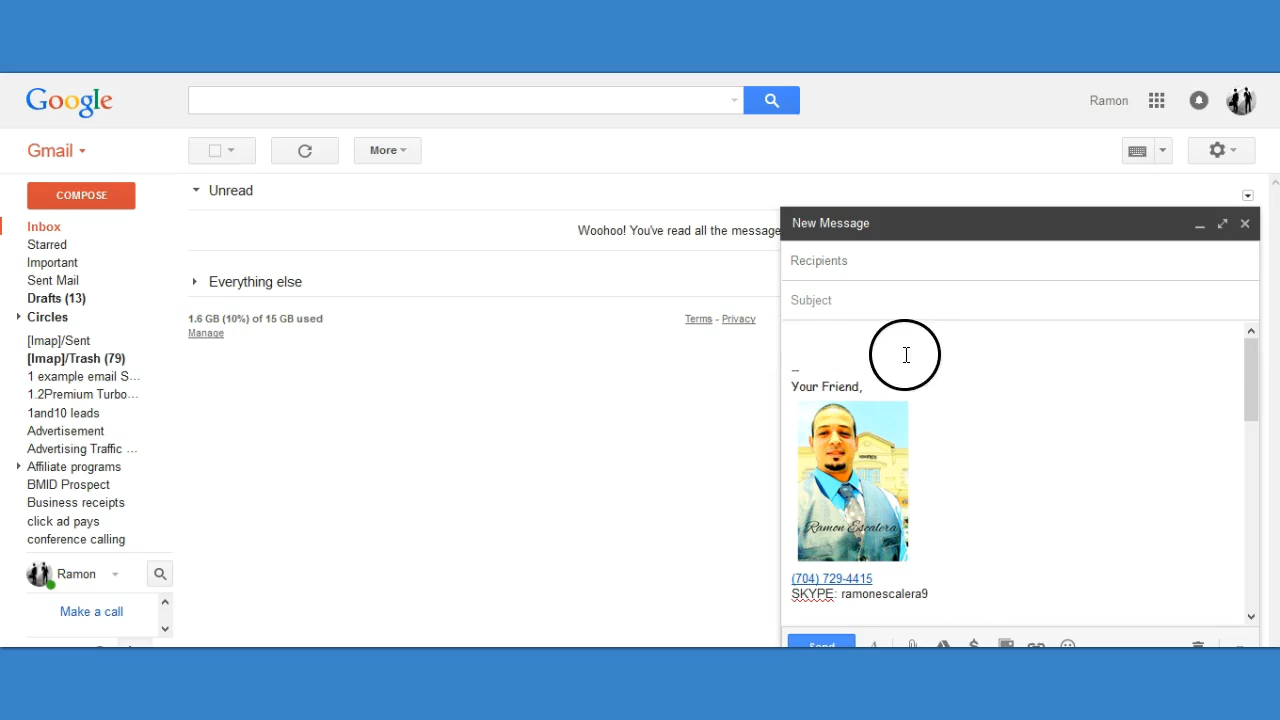 Google
Ramon
Gmail
More
COMPOSE
Unread
Inbox
Starred
Important
Sent Mail
Drafts (13)
Circles
[Imap]/Sent
[Imap]/Trash (79)
1 example email S...
1.2Premium Turbo...
1and10 leads
Advertisement
Advertising Traffic ...
Affiliate programs
BMID Prospect
Business receipts
click ad pays
conference calling
Ramon
Make a call
Woohoo! You've read all the message
Everything else
1.6 GB (10%) of 15 GB used
Manage
Terms - Privacy
New Message
Recipients
Subject
--
Your Friend,
Ramon Escalera
(704) 729-4415
SKYPE: ramonescalera9
Send